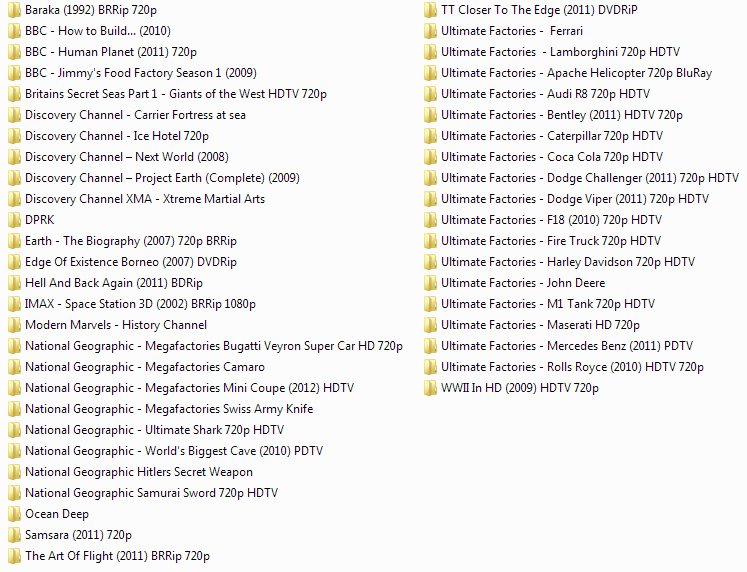 Baraka (1992) BRRip 720p
BBC - How to Build... (2010)
BBC - Human Planet (2011) 720p
BBC - Jimmy's Food Factory Season 1 (2009)
Britains Secret Seas Part 1 - Giants of the West HDTV 720p
Discovery Channel - Carrier Fortress at sea
Discovery Channel - Ice Hotel 720p
Discovery Channel – Next World (2008)
Discovery Channel – Project Earth (Complete) (2009)
Discovery Channel XMA - Xtreme Martial Arts
DPRK
Earth - The Biography (2007) 720p BRRip
Edge Of Existence Borneo (2007) DVDRip
Hell And Back Again (2011) BDRip
IMAX - Space Station 3D (2002) BRRip 1080p
Modern Marvels - History Channel
National Geographic - Megafactories Bugatti Veyron Super Car HD 720p
National Geographic - Megafactories Camaro
National Geographic - Megafactories Mini Coupe (2012) HDTV
National Geographic - Megafactories Swiss Army Knife
National Geographic - Ultimate Shark 720p HDTV
National Geographic - World's Biggest Cave (2010) PDTV
National Geographic Hitlers Secret Weapon
National Geographic Samurai Sword 720p HDTV
Ocean Deep
Samsara (2011) 720p
The Art Of Flight (2011) BRRip 720p
TT Closer To The Edge (2011) DVDRiP
Ultimate Factories -  Ferrari
Ultimate Factories  - Lamborghini 720p HDTV
Ultimate Factories - Apache Helicopter 720p BluRay
Ultimate Factories - Audi R8 720p HDTV
Ultimate Factories - Bentley (2011) HDTV 720p
Ultimate Factories - Caterpillar 720p HDTV
Ultimate Factories - Coca Cola 720p HDTV
Ultimate Factories - Dodge Challenger (2011) 720p HDTV
Ultimate Factories - Dodge Viper (2011) 720p HDTV
Ultimate Factories - F18 (2010) 720p HDTV
Ultimate Factories - Fire Truck 720p HDTV
Ultimate Factories - Harley Davidson 720p HDTV
Ultimate Factories - John Deere
Ultimate Factories - M1 Tank 720p HDTV
Ultimate Factories - Maserati HD 720p
Ultimate Factories - Mercedes Benz (2011) PDTV
Ultimate Factories - Rolls Royce (2010) HDTV 720p
WWII In HD (2009) HDTV 720p